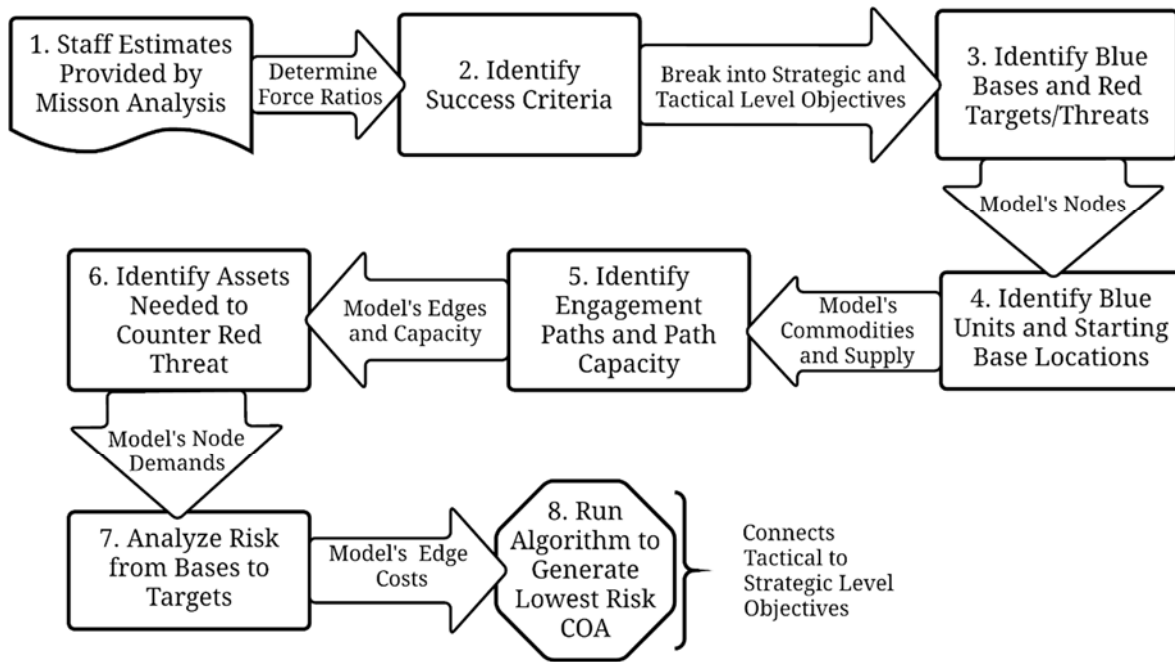 1. Staff Estimates
Provided by
Misson Analysis
Determine
Force Ratios
2. Identify
Success Criteria
Break into Strategic and
Tactical Level Objectives
3. Identify Blue
Bases and Red
Targets/Threats
Model's Nodes
4. Identify Blue
Units and Starting
Base Locations
Model's
Commodities
and Supply
5. Identify
Engagement
Paths and Path
Capacity
Model's Edges
and Capacity
6. Identify Assets
Needed to
Counter Red
Threat
Model's Node
Demands
7. Analyze Risk
from Bases to
Targets
Model's Edge
Costs
8. Run
Algorithm to
Generate
Lowest Risk
COA
Connects
Tactical to
Strategic Level
Objectives